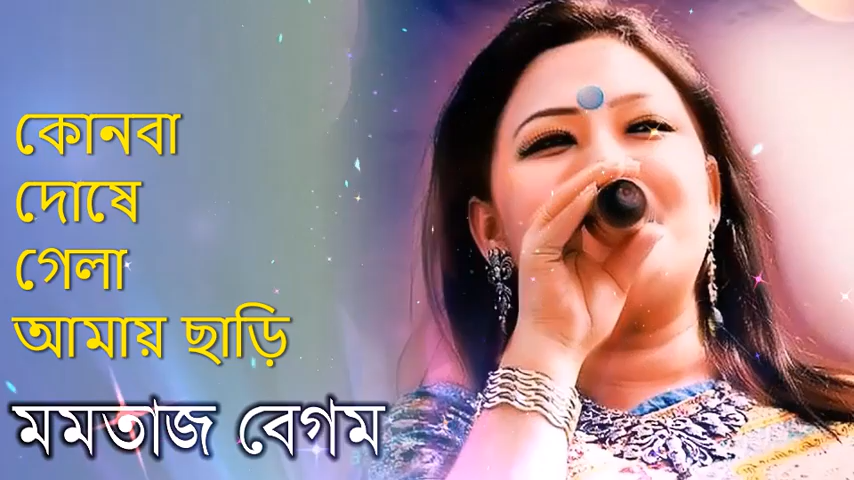 কোনবা
দোষে
গেলা
আমায় ছাড়ি
মমতাজ বেগম